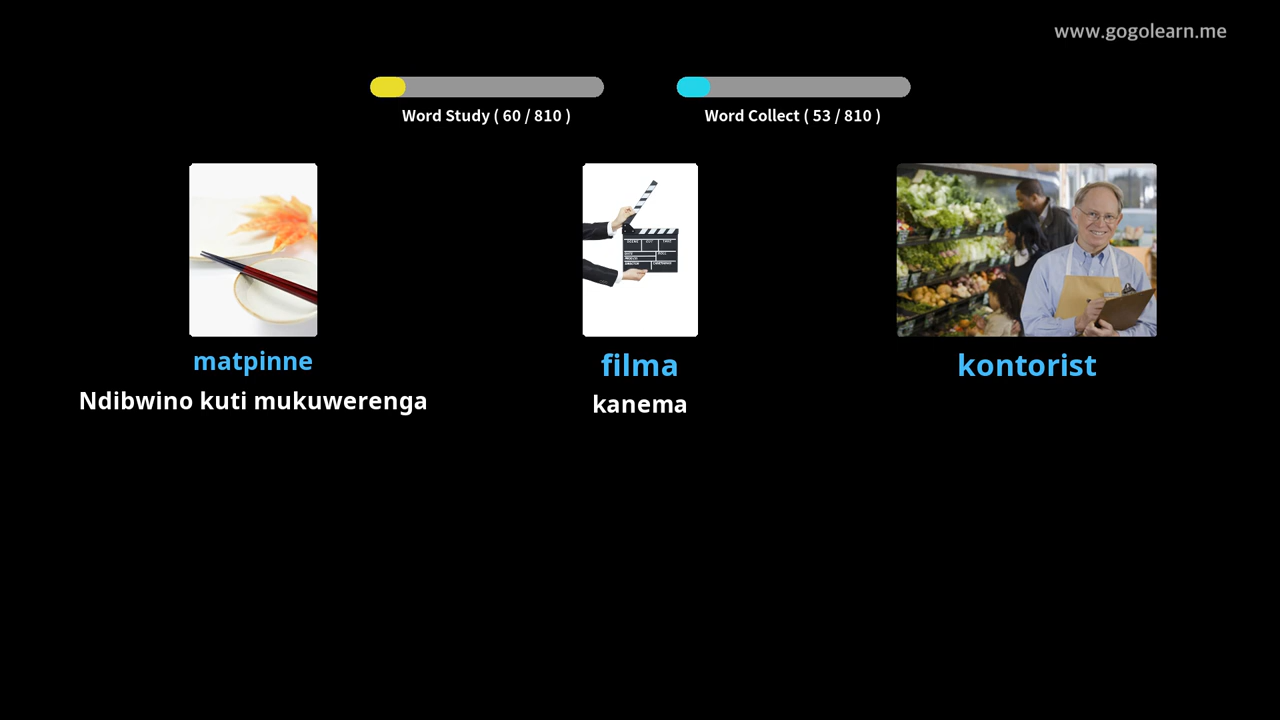 www.gogolearn.me
Word Study ( 60 / 810 )
Word Collect ( 53 / 810 )
matpinne
filma
kontorist
Ndibwino kuti mukuwerenga
kanema